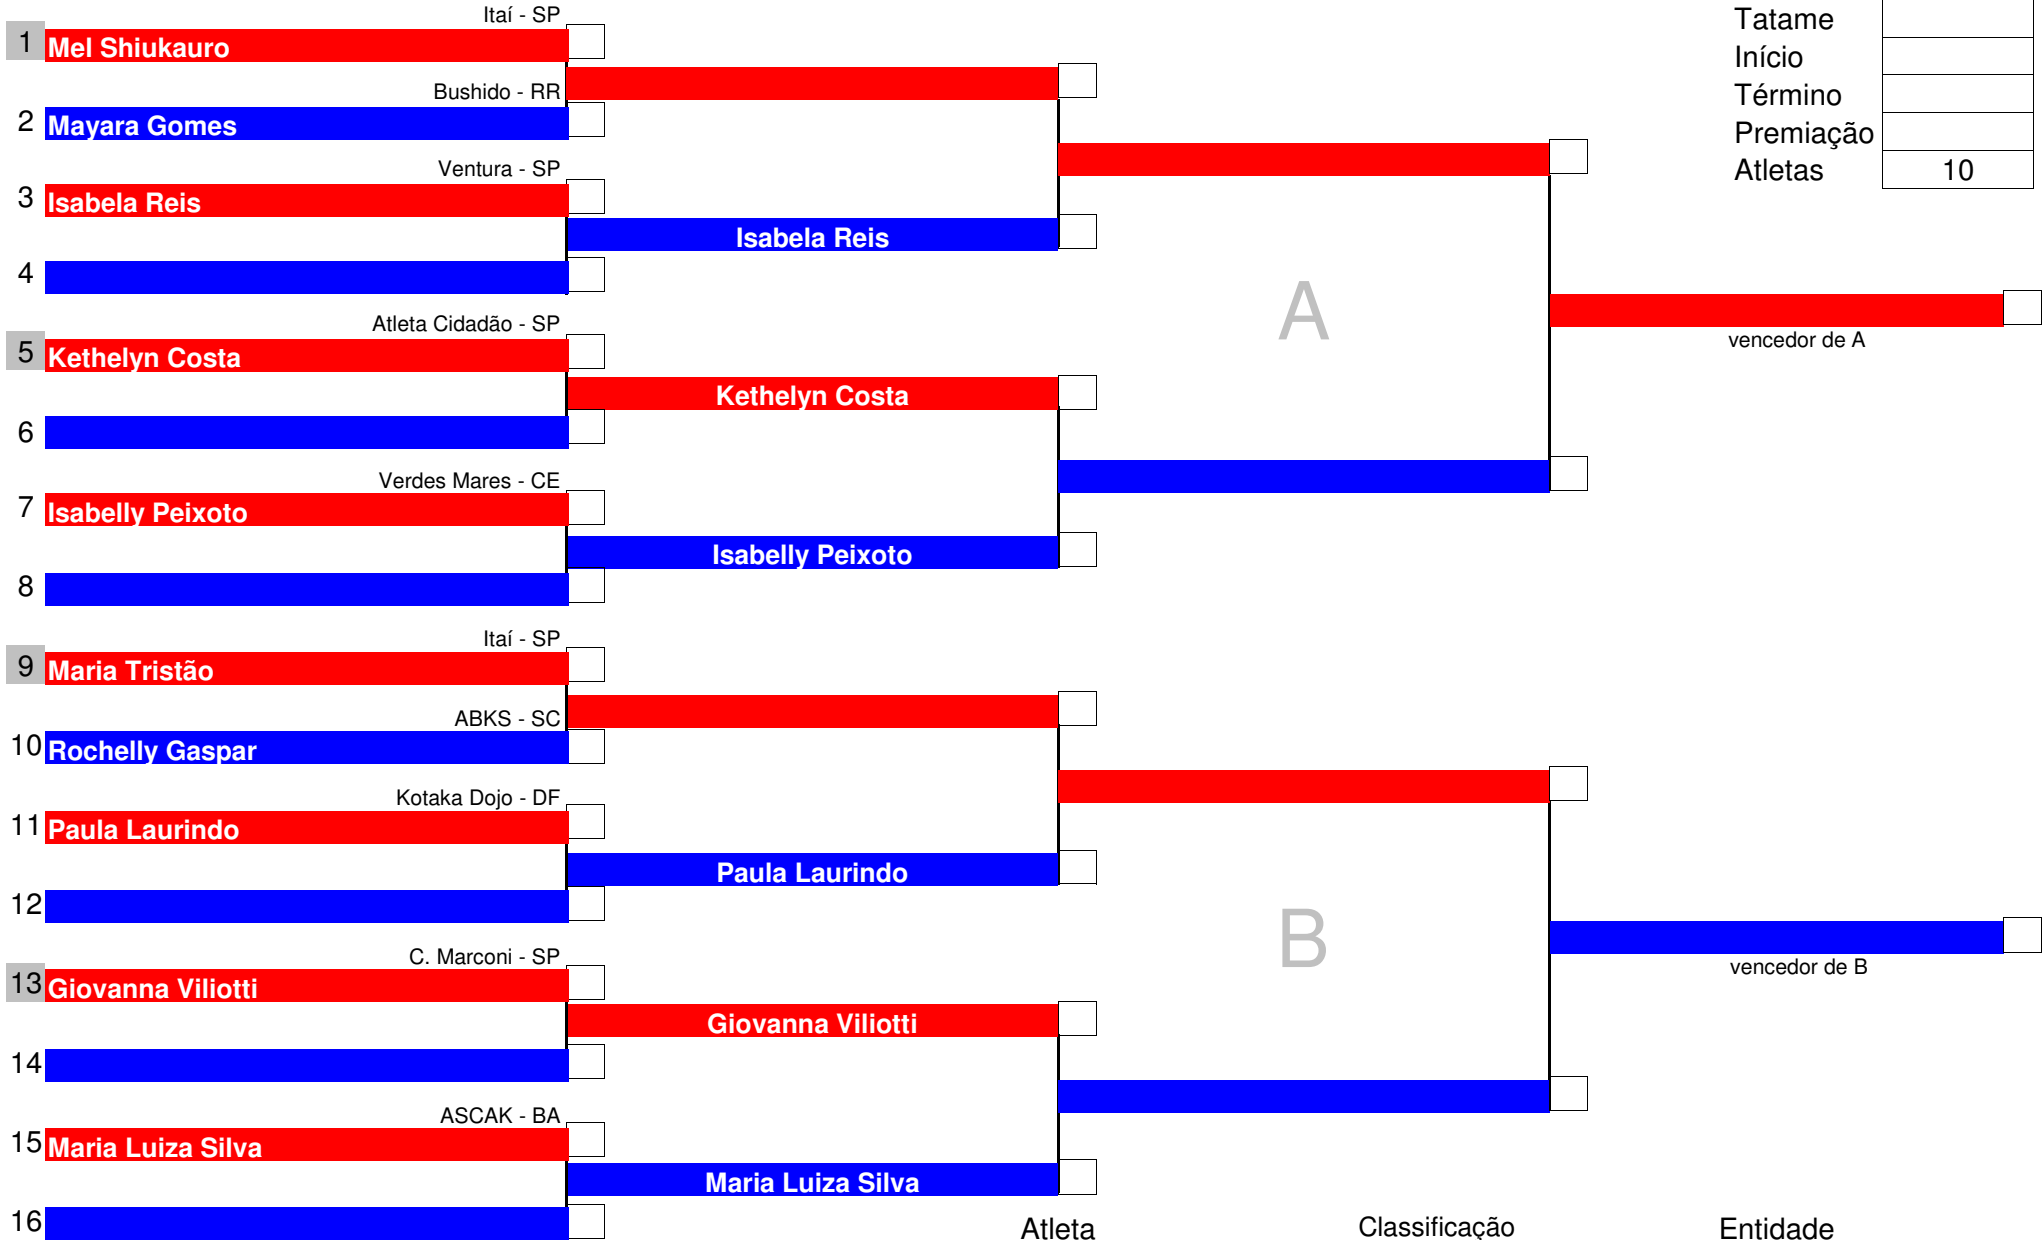 Itaí - SP
1 Mel Shiukauro
Bushido - RR
2 Mayara Gomes
Ventura - SP
3 Isabela Reis
Isabela Reis
4
Atleta Cidadão - SP
5 Kethelyn Costa
Kethelyn Costa
6
Verdes Mares - CE
7 Isabelly Peixoto
Isabelly Peixoto
8
Itaí - SP
9 Maria Tristão
ABKS - SC
10 Rochelly Gaspar
Kotaka Dojo - DF
11 Paula Laurindo
Paula Laurindo
12
C. Marconi - SP
13 Giovanna Viliotti
Giovanna Viliotti
14
ASCAK - BA
15 Maria Luiza Silva
Maria Luiza Silva
16
A
B
vencedor de A
vencedor de B
Tatame
Início
Término
Premiação
Atletas 10
Atleta Classificação Entidade